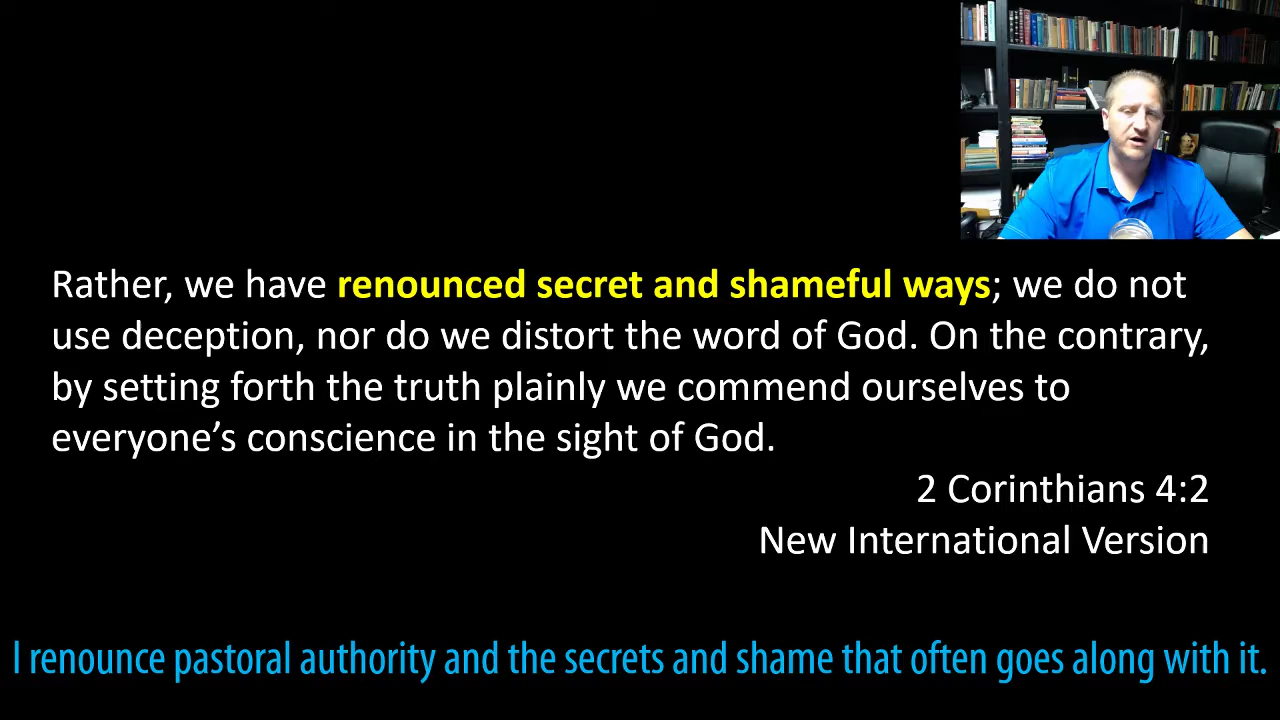 Rather, we have renounced secret and shameful ways; we do not
use deception, nor do we distort the word of God. On the contrary,
by setting forth the truth plainly we commend ourselves to
everyone’s conscience in the sight of God.
2 Corinthians 4:2
New International Version
I renounce pastoral authority and the secrets and shame that often goes along with it.